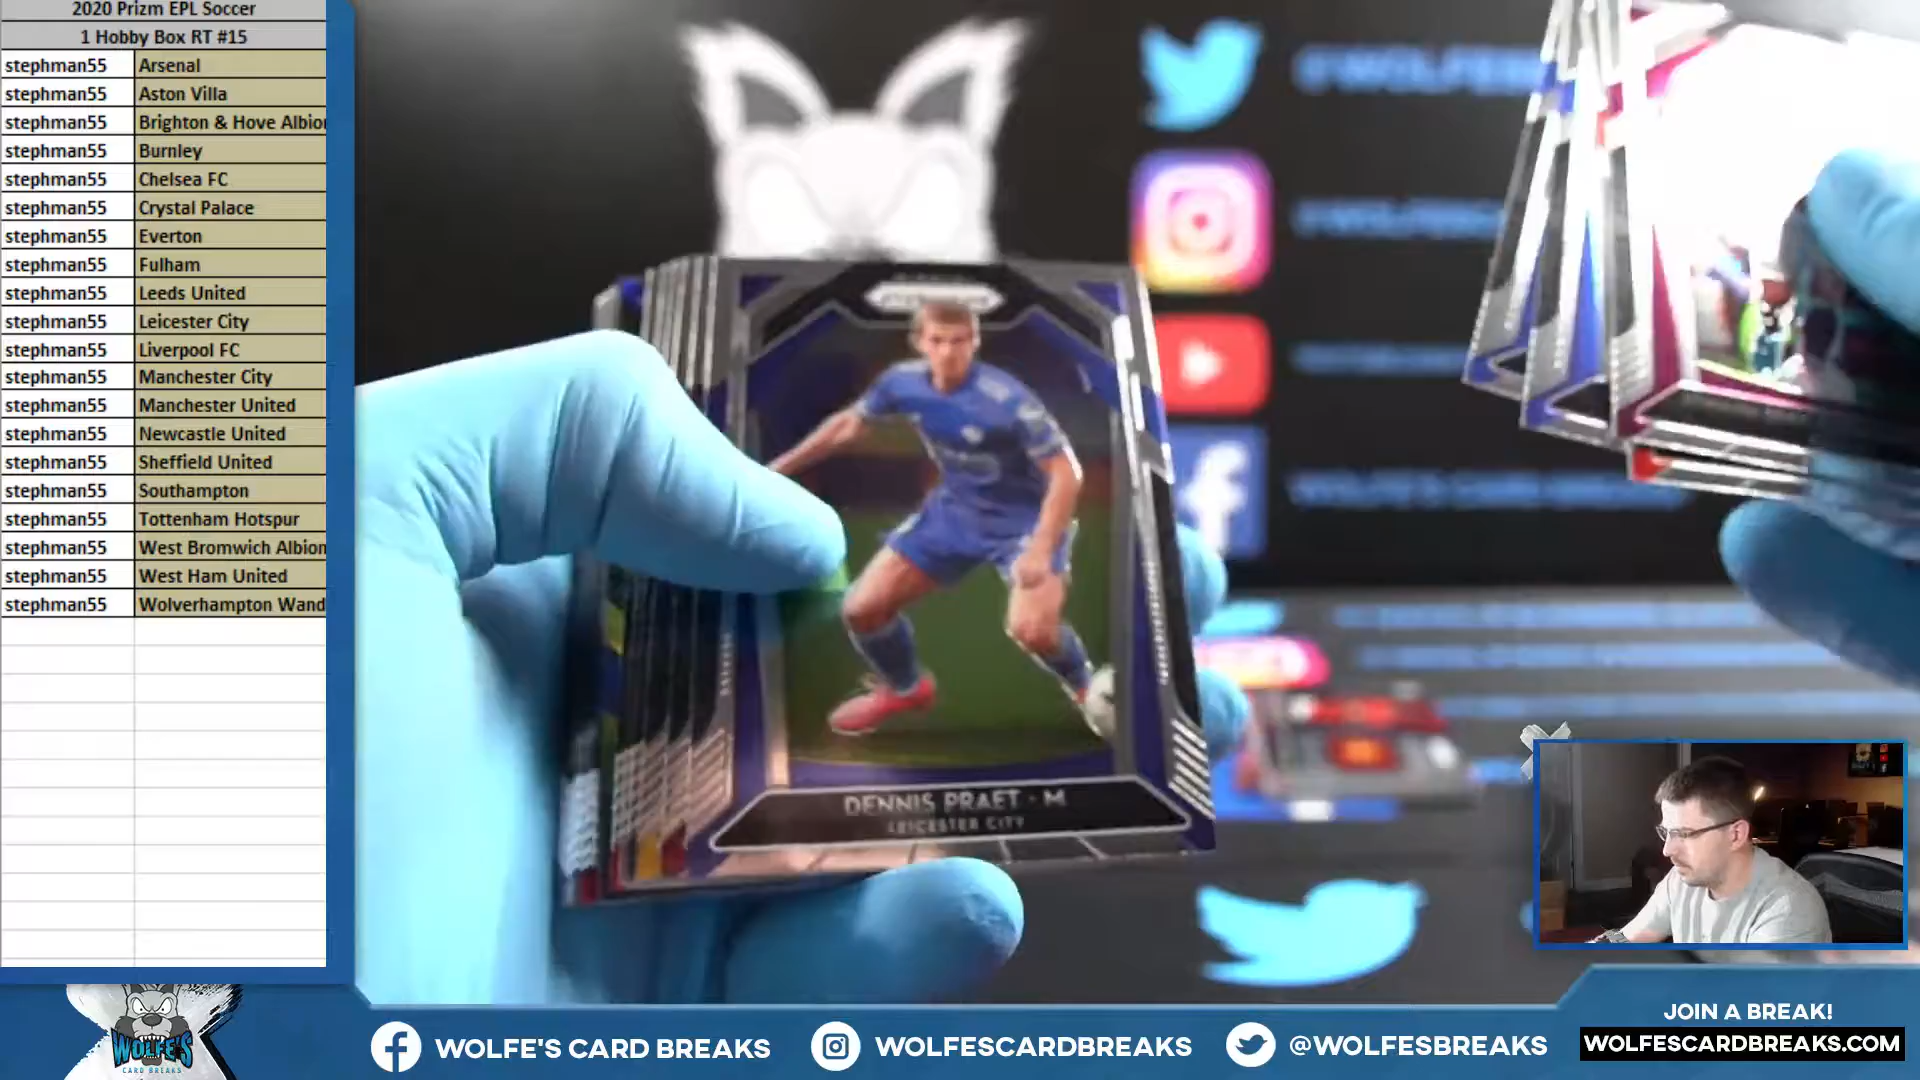 2020 Prizm EPL Soccer
1 Hobby Box RT #15
stephman55 Arsenal
stephman55 Aston Villa
stephman55 Brighton & Hove Albion
stephman55 Burnley
stephman55 Chelsea FC
stephman55 Crystal Palace
stephman55 Everton
stephman55 Fulham
stephman55 Leeds United
stephman55 Leicester City
stephman55 Liverpool FC
stephman55 Manchester City
stephman55 Manchester United
stephman55 Newcastle United
stephman55 Sheffield United
stephman55 Southampton
stephman55 Tottenham Hotspur
stephman55 West Bromwich Albion
stephman55 West Ham United
stephman55 Wolverhampton Wand
DENNIS PRAET - M
LEICESTER CITY
WOLFE'S
CARD BREAKS
WOLFE'S CARD BREAKS
WOLFESCARDBREAKS
@WOLFESBREAKS
JOIN A BREAK!
WOLFESCARDBREAKS.COM